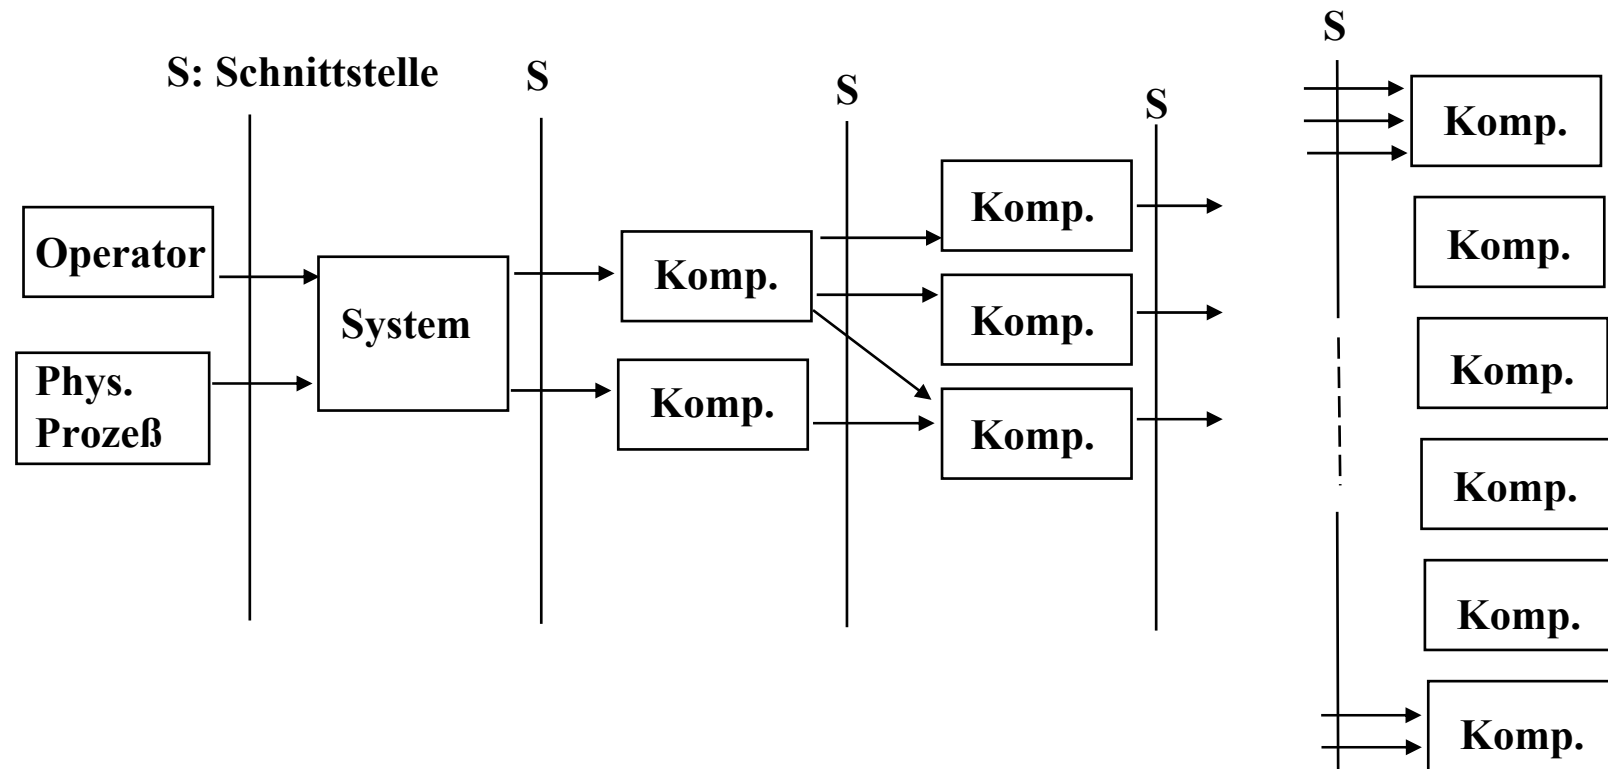 S: Schnittstelle
S
S
S
S
Operator
Phys.
Prozeß
System
Komp.
Komp.
Komp.
Komp.
Komp.
Komp.
Komp.
Komp.
Komp.
Komp.
Komp.